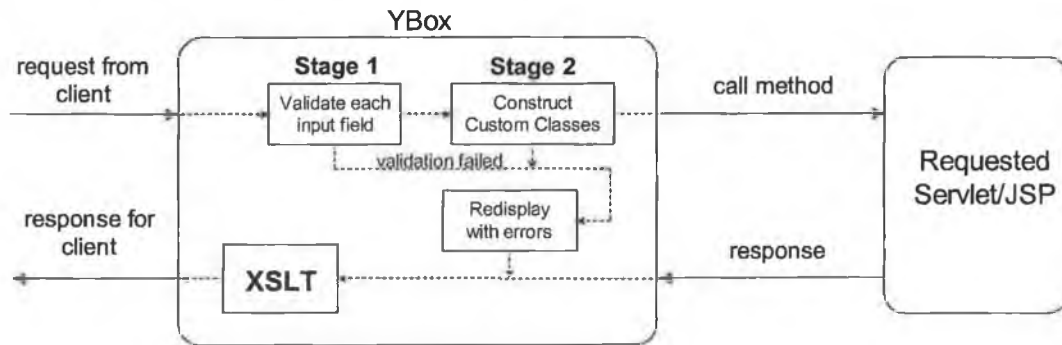 YBox
request from
client
Stage 1
Stage 2
Validate each
input field
Construct
Custom Classes
call method
validation failed
Requested
Servlet/JSP
Redisplay
with errors
response for
client
XSLT
response